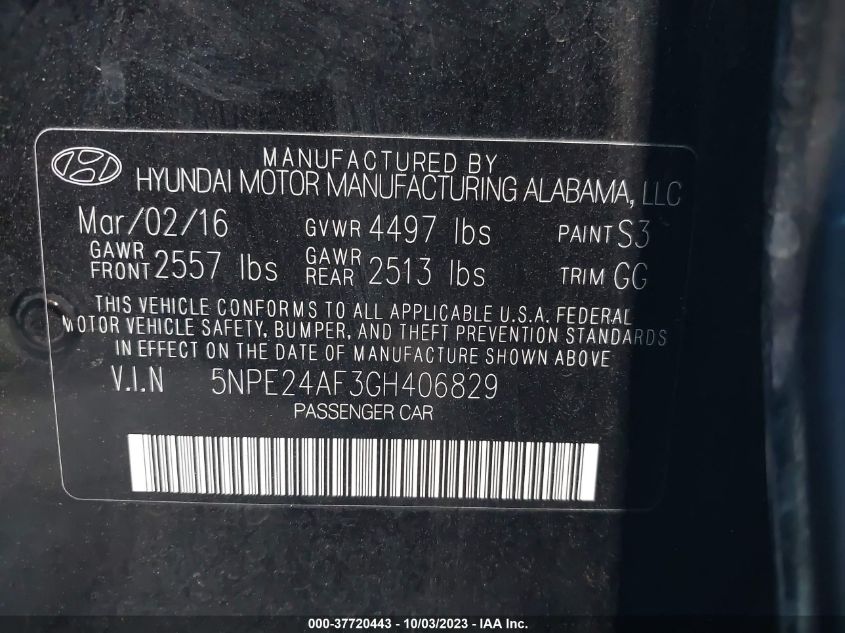 MANUFACTURED BY
HYUNDAI MOTOR MANUFACTURING ALABAMA, LLC
Mar/02/16 GVWR 4497 lbs PAINT S3
GAWR FRONT 2557 lbs GAWR REAR 2513 lbs TRIM GG
THIS VEHICLE CONFORMS TO ALL APPLICABLE U.S.A. FEDERAL
MOTOR VEHICLE SAFETY, BUMPER, AND THEFT PREVENTION STANDARDS
IN EFFECT ON THE DATE OF MANUFACTURE SHOWN ABOVE
V.I.N 5NPE24AF3GH406829
PASSENGER CAR
000-37720443 - 10/03/2023 - IAA Inc.